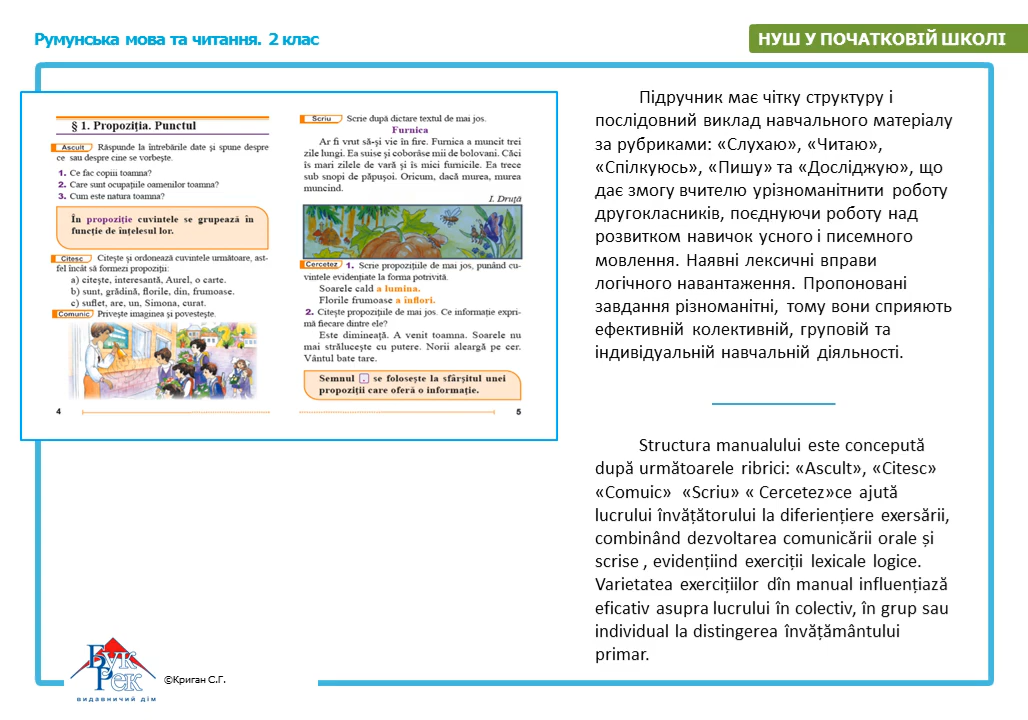 Румунська мова та читання. 2 клас
НУШ У ПОЧАТКОВІЙ ШКОЛІ
§ 1. Propoziția. Punctul
Ascult Răspunde la întrebările date și spune despre
ce sau despre cine se vorbește.
1. Ce fac copiii toamna?
2. Care sunt ocupațiile oamenilor toamna?
3. Cum este natura toamna?
În propoziție cuvintele se grupează în
funcție de înțelesul lor.
Citesc Citește și ordonează cuvintele următoare, ast-
fel încât să formezi propoziții:
a) citește, interesantă, Aurel, o carte.
b) sunt, grădină, florile, din, frumoase.
c) suflet, are, un, Simona, curat.
Comunic Privește imaginea și povestește.
4
Scriu Scrie după dictare textul de mai jos.
Furnica
Ar fi vrut să-și vie în fire. Furnica a muncit trei
zile lungi. Ea suise și coborâse mii de bolovani. Căci
îs mari zilele de vară și îs mici furnicile. Ea trece
sub snopi de păpușoi. Oricum, dacă murea, murea
muncind.
I. Druță
Cercetez 1. Scrie propozițiile de mai jos, punând cu-
vintele evidențiate la forma potrivită.
Soarele cald a lumina.
Florile frumoase a înflori.
2. Citește propozițiile de mai jos. Ce informație expri-
mă fiecare dintre ele?
Este dimineață. A venit toamna. Soarele nu
mai strălucește cu putere. Norii aleargă pe cer.
Vântul bate tare.
Semnul . se folosește la sfârșitul unei
propoziții care oferă o informație.
5
Підручник має чітку структуру і
послідовний виклад навчального матеріалу
за рубриками: «Слухаю», «Читаю»,
«Спілкуюсь», «Пишу» та «Досліджую», що
дає змогу вчителю урізноманітнити роботу
другокласників, поєднуючи роботу над
розвитком навичок усного і писемного
мовлення. Наявні лексичні вправи
логічного навантаження. Пропоновані
завдання різноманітні, тому вони сприяють
ефективній колективній, груповій та
індивідуальній навчальній діяльності.
Structura manualului este concepută
după următoarele ribrici: «Ascult», «Citesc»
«Comuic» «Scriu» « Cercetez»ce ajută
lucrului învățătorului la diferiențiere exersării,
combinând dezvoltarea comunicării orale și
scrise , evidențiind exerciții lexicale logice.
Varietatea exercițiilor dîn manual influențiază
eficativ asupra lucrului în colectiv, în grup sau
individual la distingerea învățământului
primar.
Бук
Рек
видавничий дім
©Криган С.Г.